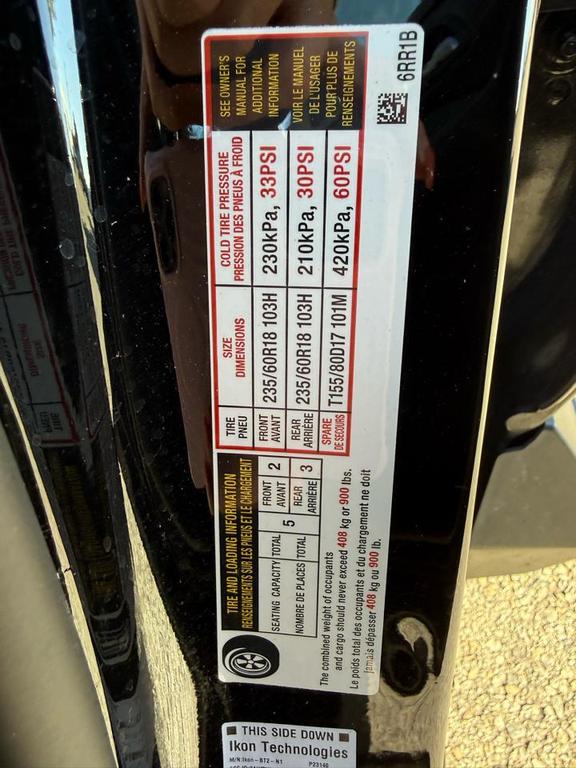 TIRE AND LOADING INFORMATION
RENSEIGNEMENTS SUR LES PNEUS ET LE CHARGEMENT
SEATING CAPACITY TOTAL
NOMBRE DE PLACES TOTAL
5
FRONT
AVANT
2
REAR
ARRIÈRE
3
The combined weight of occupants
and cargo should never exceed 408 kg or 900 lbs.
Le poids total des occupants et du chargement ne doit
jamais dépasser 408 kg ou 900 lb.
TIRE
PNEU
SIZE
DIMENSIONS
COLD TIRE PRESSURE
PRESSION DES PNEUS À FROID
FRONT
AVANT
235/60R18 103H
230kPa, 33PSI
REAR
ARRIÈRE
235/60R18 103H
210kPa, 30PSI
SPARE
DE SECOURS
T155/80D17 101M
420kPa, 60PSI
SEE OWNER'S
MANUAL FOR
ADDITIONAL
INFORMATION
VOIR LE MANUEL
DE L'USAGER
POUR PLUS DE
RENSEIGNEMENTS
6RR1B
THIS SIDE DOWN
Ikon Technologies
M/N:Ikon-BT2-N1 P23140